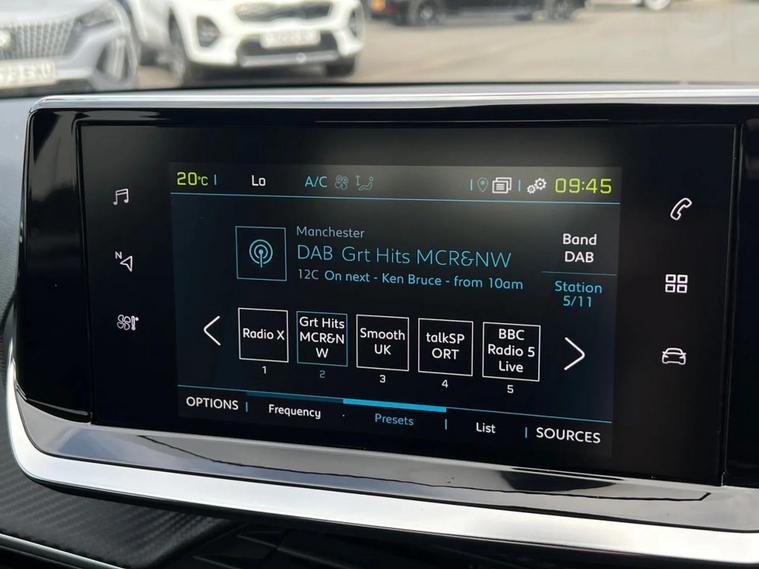 20°C
Lo
A/C
09:45
Manchester
DAB Grt Hits MCR&NW
12C On next - Ken Bruce - from 10am
Band
DAB
Station
5/11
N
Radio X
1
Grt Hits
MCR&N
W
2
Smooth
UK
3
talkSP
ORT
4
BBC
Radio 5
Live
5
OPTIONS
Frequency
Presets
List
SOURCES